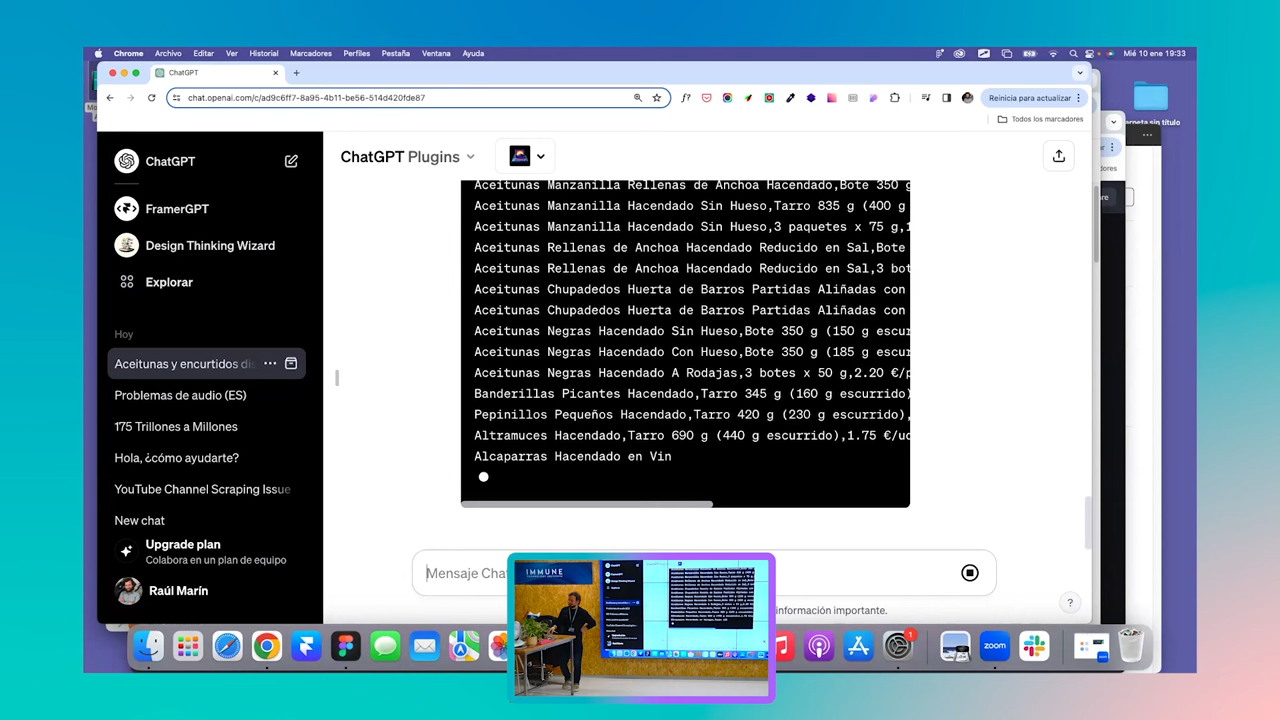 Chrome Archivo Editar Ver Historial Marcadores Perfiles Pestaña Ventana Ayuda Mié 10 ene 19:33
ChatGPT
chat.openai.com/c/ad9c6ff7-8a95-4b11-be56-514d420fde87
Reinicia para actualizar
Todos los marcadores
arpeta sin título
ChatGPT
FramerGPT
Design Thinking Wizard
Explorar
Hoy
Aceitunas y encurtidos di
Problemas de audio (ES)
175 Trillones a Millones
Hola, ¿cómo ayudarte?
YouTube Channel Scraping Issue
New chat
Upgrade plan
Colabora en un plan de equipo
Raúl Marín
ChatGPT Plugins
Aceitunas Manzanilla Rellenas de Anchoa Hacendado,Bote 350 g
Aceitunas Manzanilla Hacendado Sin Hueso,Tarro 835 g (400 g
Aceitunas Manzanilla Hacendado Sin Hueso,3 paquetes x 75 g,1
Aceitunas Rellenas de Anchoa Hacendado Reducido en Sal,Bote
Aceitunas Rellenas de Anchoa Hacendado Reducido en Sal,3 bot
Aceitunas Chupadedos Huerta de Barros Partidas Aliñadas con
Aceitunas Chupadedos Huerta de Barros Partidas Aliñadas con
Aceitunas Negras Hacendado Sin Hueso,Bote 350 g (150 g escur
Aceitunas Negras Hacendado Con Hueso,Bote 350 g (185 g escur
Aceitunas Negras Hacendado A Rodajas,3 botes x 50 g,2.20 €/p
Banderillas Picantes Hacendado,Tarro 345 g (160 g escurrido)
Pepinillos Pequeños Hacendado,Tarro 420 g (230 g escurrido),
Altramuces Hacendado,Tarro 690 g (440 g escurrido),1.75 €/ud
Alcaparras Hacendado en Vin
Mensaje Cha
información importante.
?
IMMUNE
zoom
1